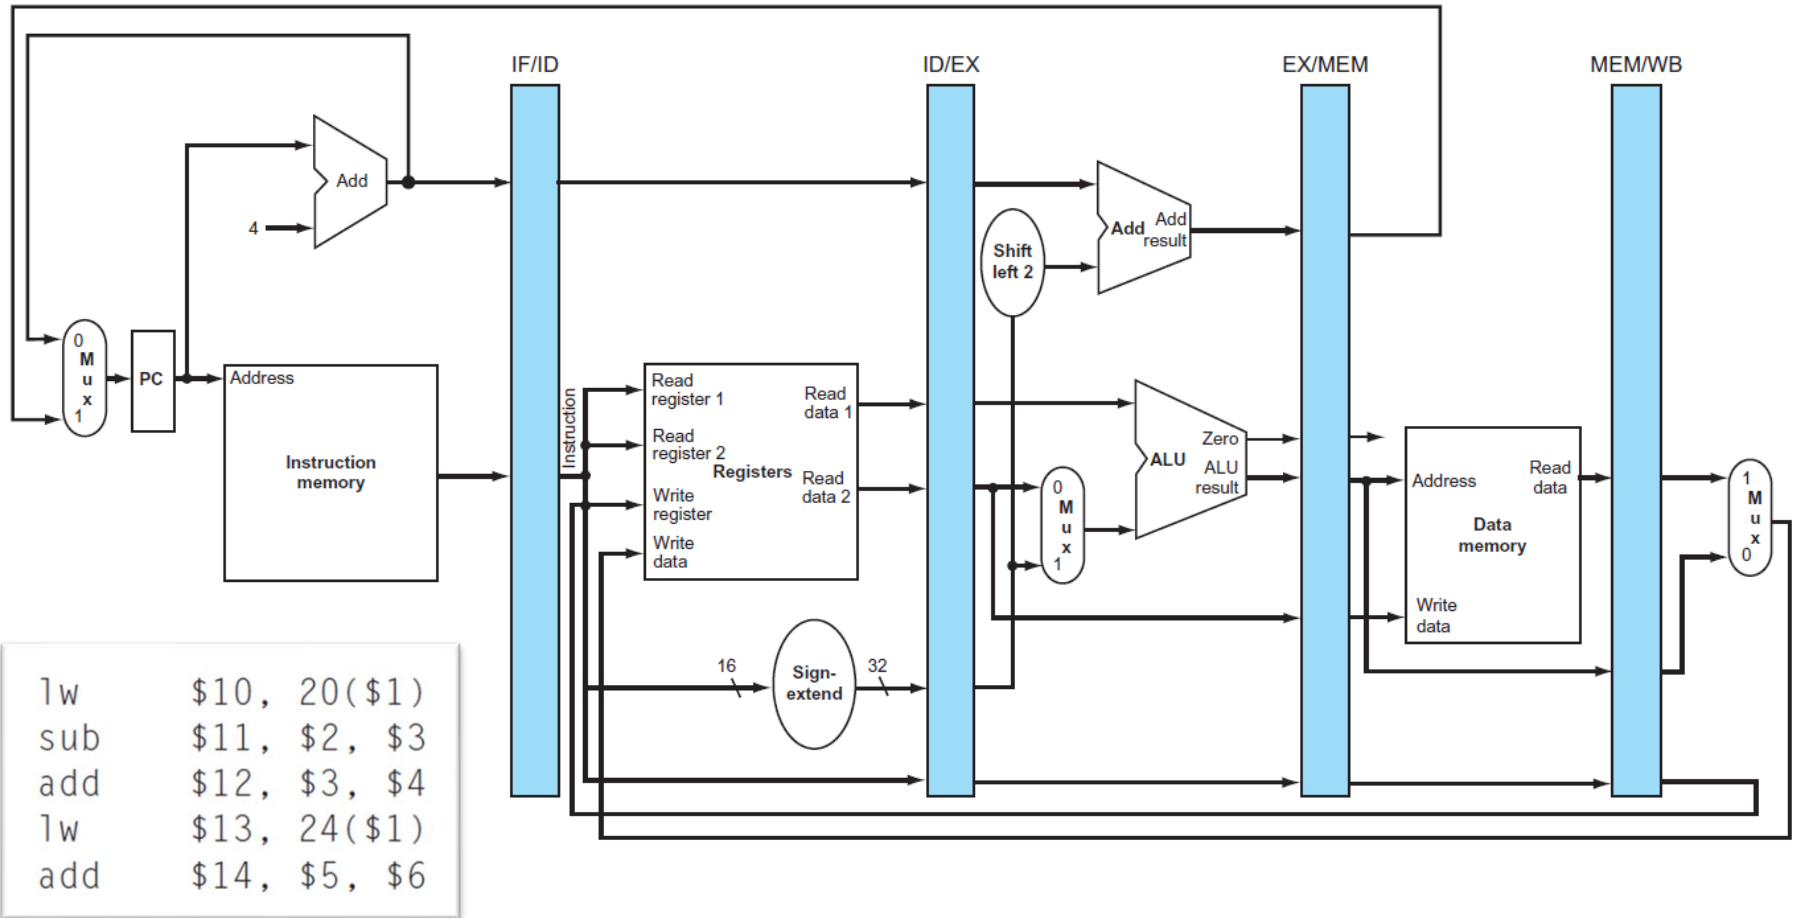 IF/ID
ID/EX
EX/MEM
MEM/WB
Add
4
Add
Add
result
Shift
left 2
0
M
u
x
1
PC
Address
Instruction
memory
Instruction
Read
register 1
Read
register 2
Write
register
Write
data
Registers
Read
data 1
Read
data 2
16
Sign-
extend
32
0
M
u
x
1
ALU
Zero
ALU
result
Address
Read
data
Data
memory
Write
data
1
M
u
x
0
lw $10, 20($1)
sub $11, $2, $3
add $12, $3, $4
lw $13, 24($1)
add $14, $5, $6